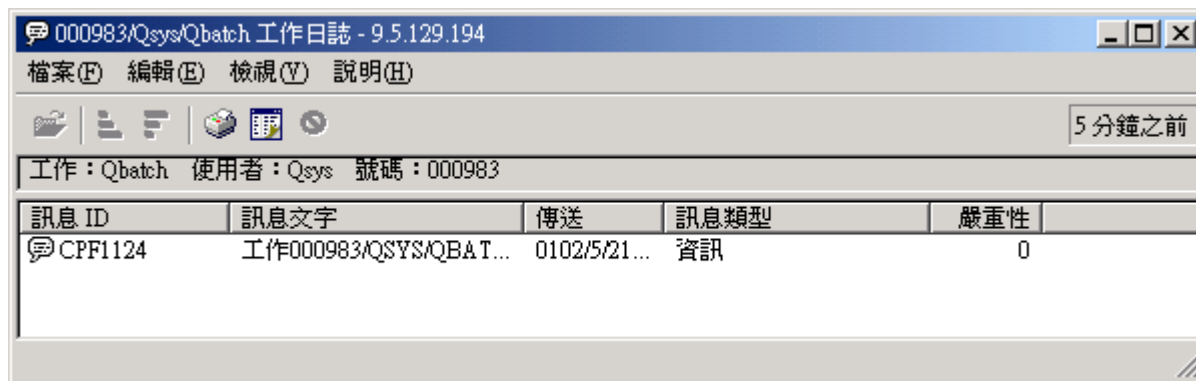 000983/Qsys/Qbatch 工作日誌 - 9.5.129.194
檔案(F) 編輯(E) 檢視(V) 說明(H)
5 分鐘之前
工作：Qbatch 使用者：Qsys 號碼：000983
訊息 ID 訊息文字 傳送 訊息類型 嚴重性
CPF1124 工作000983/QSYS/QBAT... 0102/5/21... 資訊 0